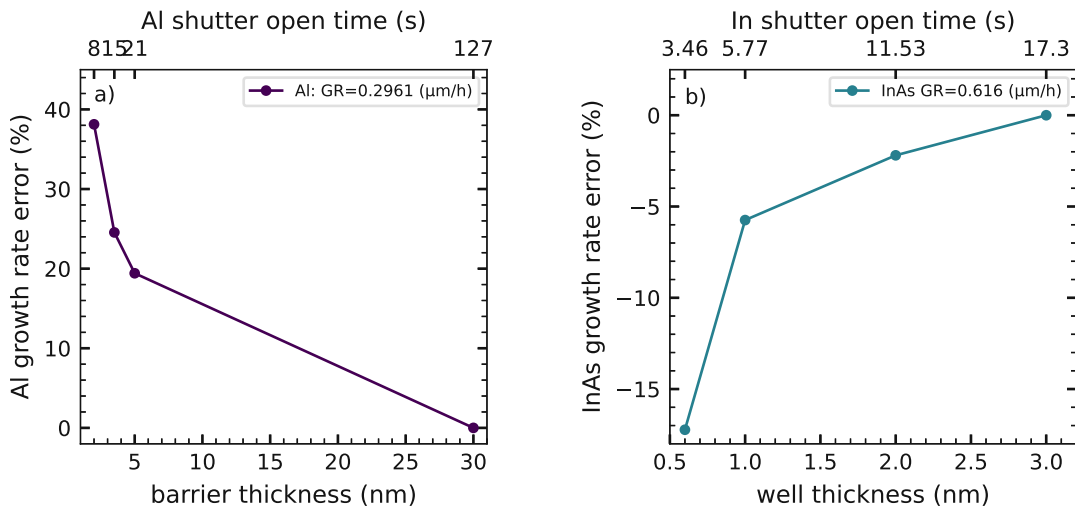 Al shutter open time (s)
8 15 21 127
a)
Al: GR=0.2961 (μm/h)
Al growth rate error (%)
40
30
20
10
0
5 10 15 20 25 30
barrier thickness (nm)
In shutter open time (s)
3.46 5.77 11.53 17.3
b)
InAs GR=0.616 (μm/h)
InAs growth rate error (%)
0
−5
−10
−15
0.5 1.0 1.5 2.0 2.5 3.0
well thickness (nm)